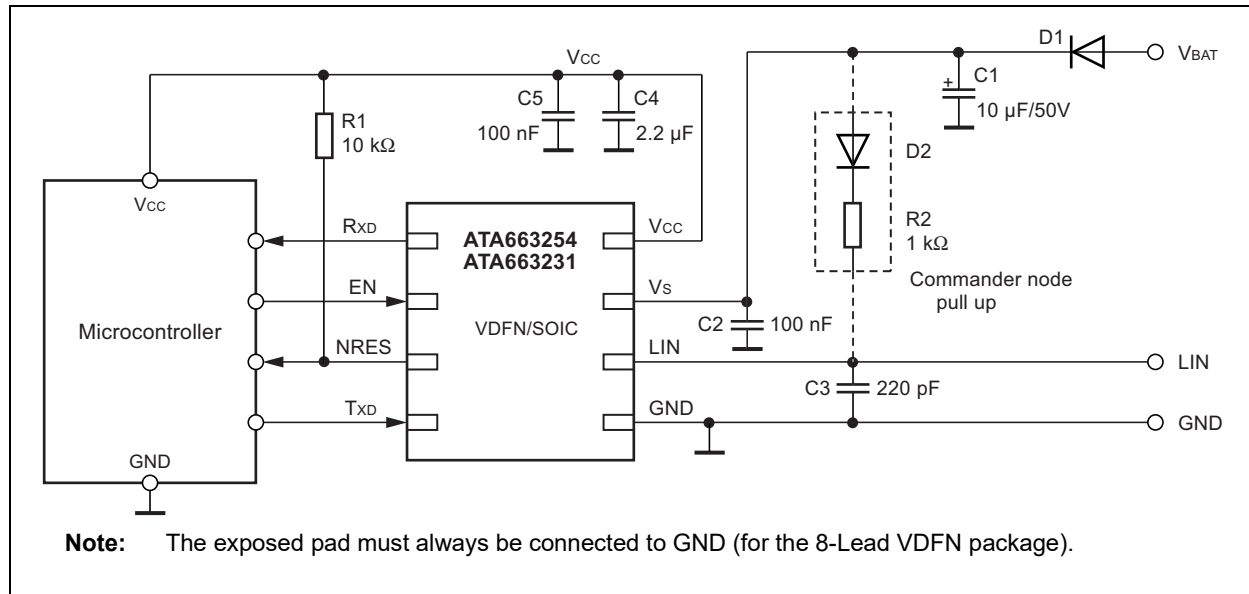 D1
VBAT
VCC
C1
+
10 µF/50V
C5
100 nF
C4
2.2 µF
R1
10 kΩ
D2
R2
1 kΩ
Commander node
pull up
VCC
RXD
EN
NRES
TXD
Microcontroller
GND
ATA663254
ATA663231
VDFN/SOIC
VCC
VS
LIN
GND
C2
100 nF
C3
220 pF
LIN
GND
Note: The exposed pad must always be connected to GND (for the 8-Lead VDFN package).